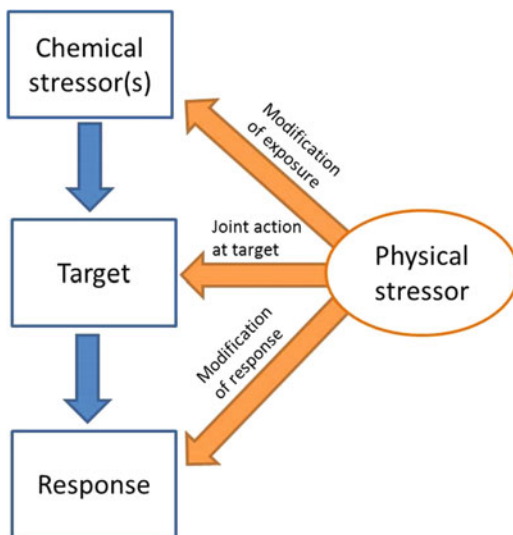 Chemical
stressor(s)
Modification
of exposure
Joint action
at target
Target
Physical
stressor
Modification
of response
Response